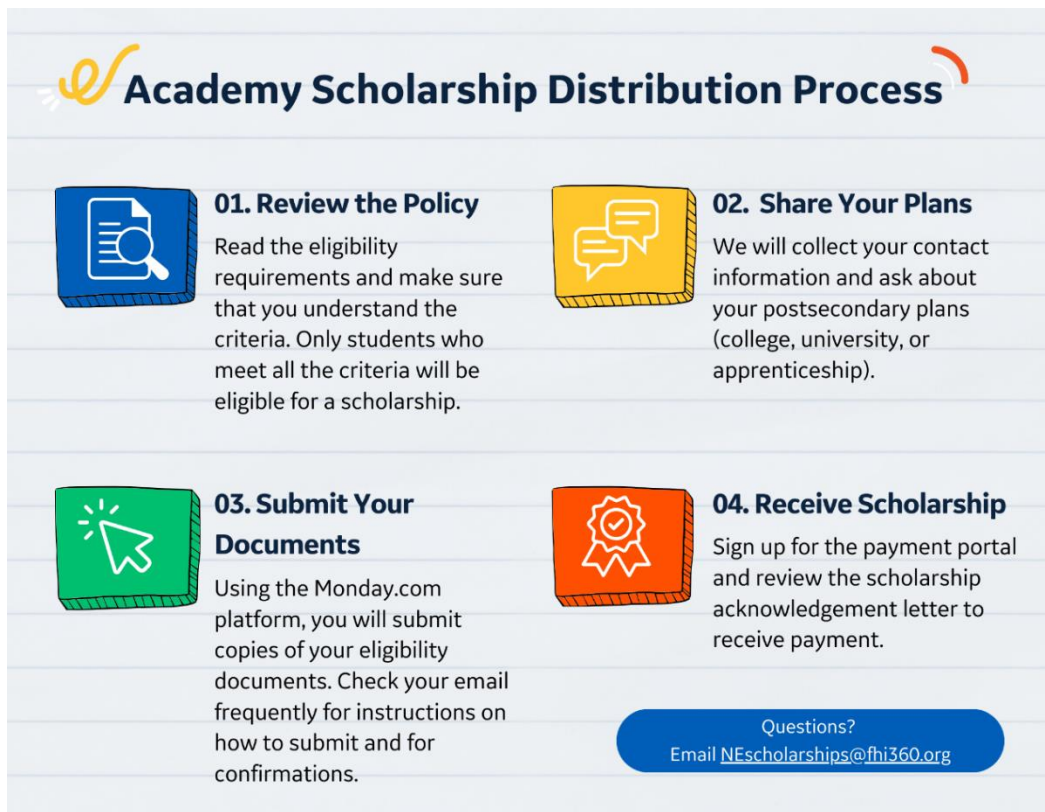 Academy Scholarship Distribution Process
01. Review the Policy
Read the eligibility
requirements and make sure
that you understand the
criteria. Only students who
meet all the criteria will be
eligible for a scholarship.
02. Share Your Plans
We will collect your contact
information and ask about
your postsecondary plans
(college, university, or
apprenticeship).
03. Submit Your
Documents
Using the Monday.com
platform, you will submit
copies of your eligibility
documents. Check your email
frequently for instructions on
how to submit and for
confirmations.
04. Receive Scholarship
Sign up for the payment portal
and review the scholarship
acknowledgement letter to
receive payment.
Questions?
Email NEscholarships@fhi360.org